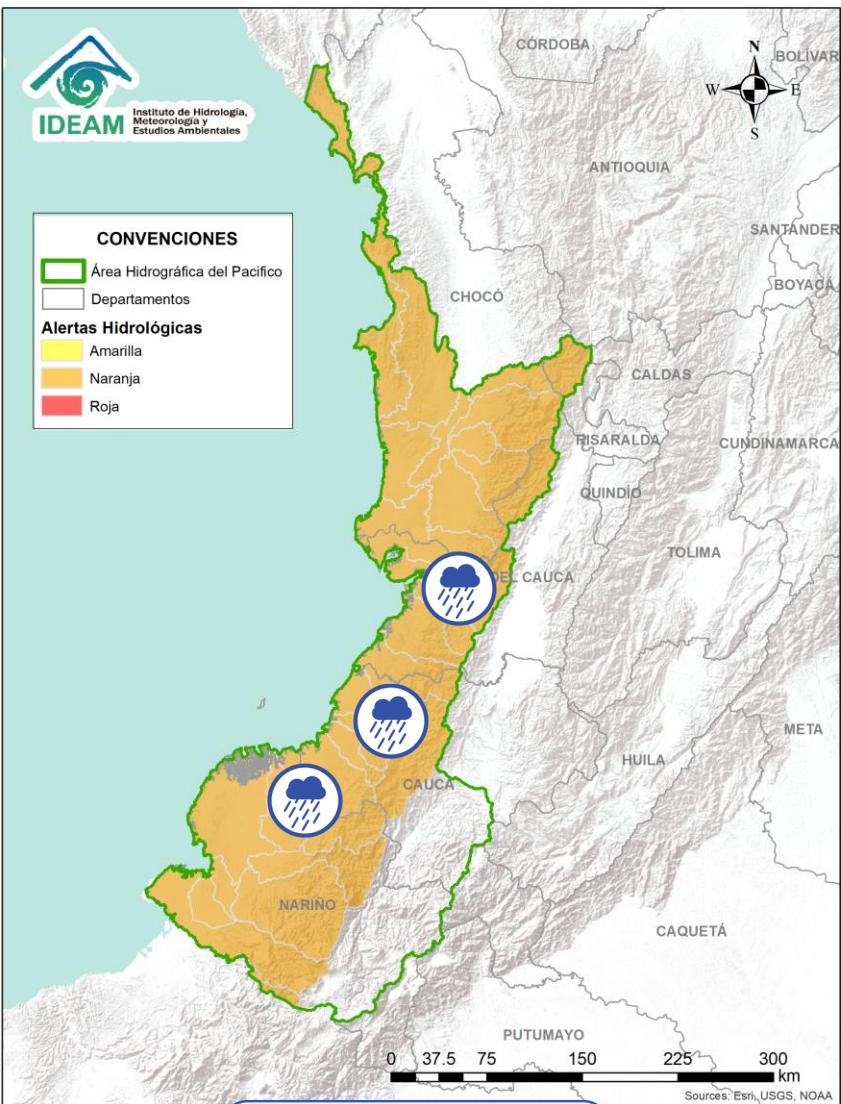 IDEAM
Instituto de Hidrología,
Meteorología y
Estudios Ambientales
CÓRDOBA
BOLÍVAR
N
W
E
S
ANTIOQUIA
SANTANDER
BOYACÁ
CONVENCIONES
Área Hidrográfica del Pacifico
Departamentos
Alertas Hidrológicas
Amarilla
Naranja
Roja
CHOCÓ
CALDAS
RISARALDA
CUNDINAMARCA
QUINDÍO
TOLIMA
DEL CAUCA
META
HUILA
CAUCA
NARIÑO
CAQUETÁ
PUTUMAYO
0 37.5 75 150 225 300
km
Sources: Esri, USGS, NOAA